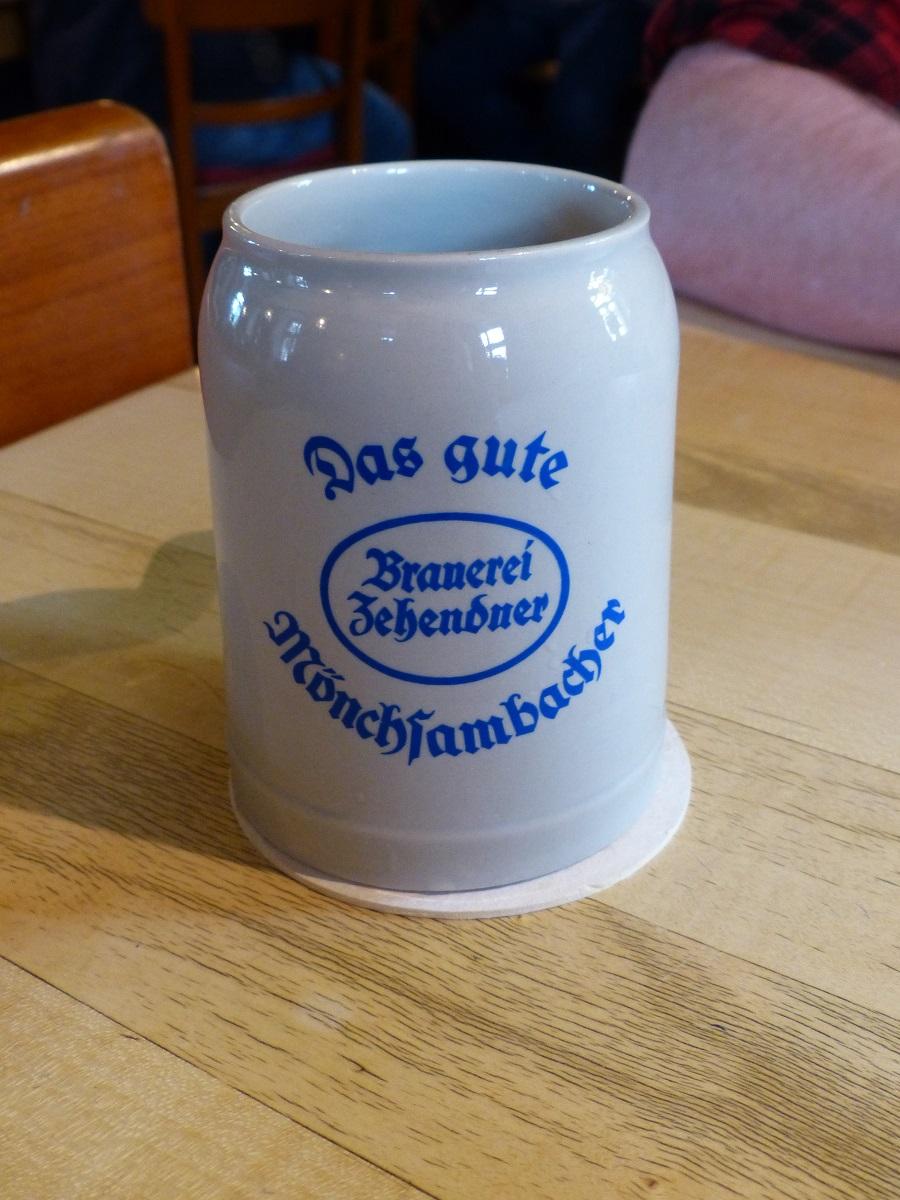 Das gute
Brauerei
Zehendner
Mönchſambacher